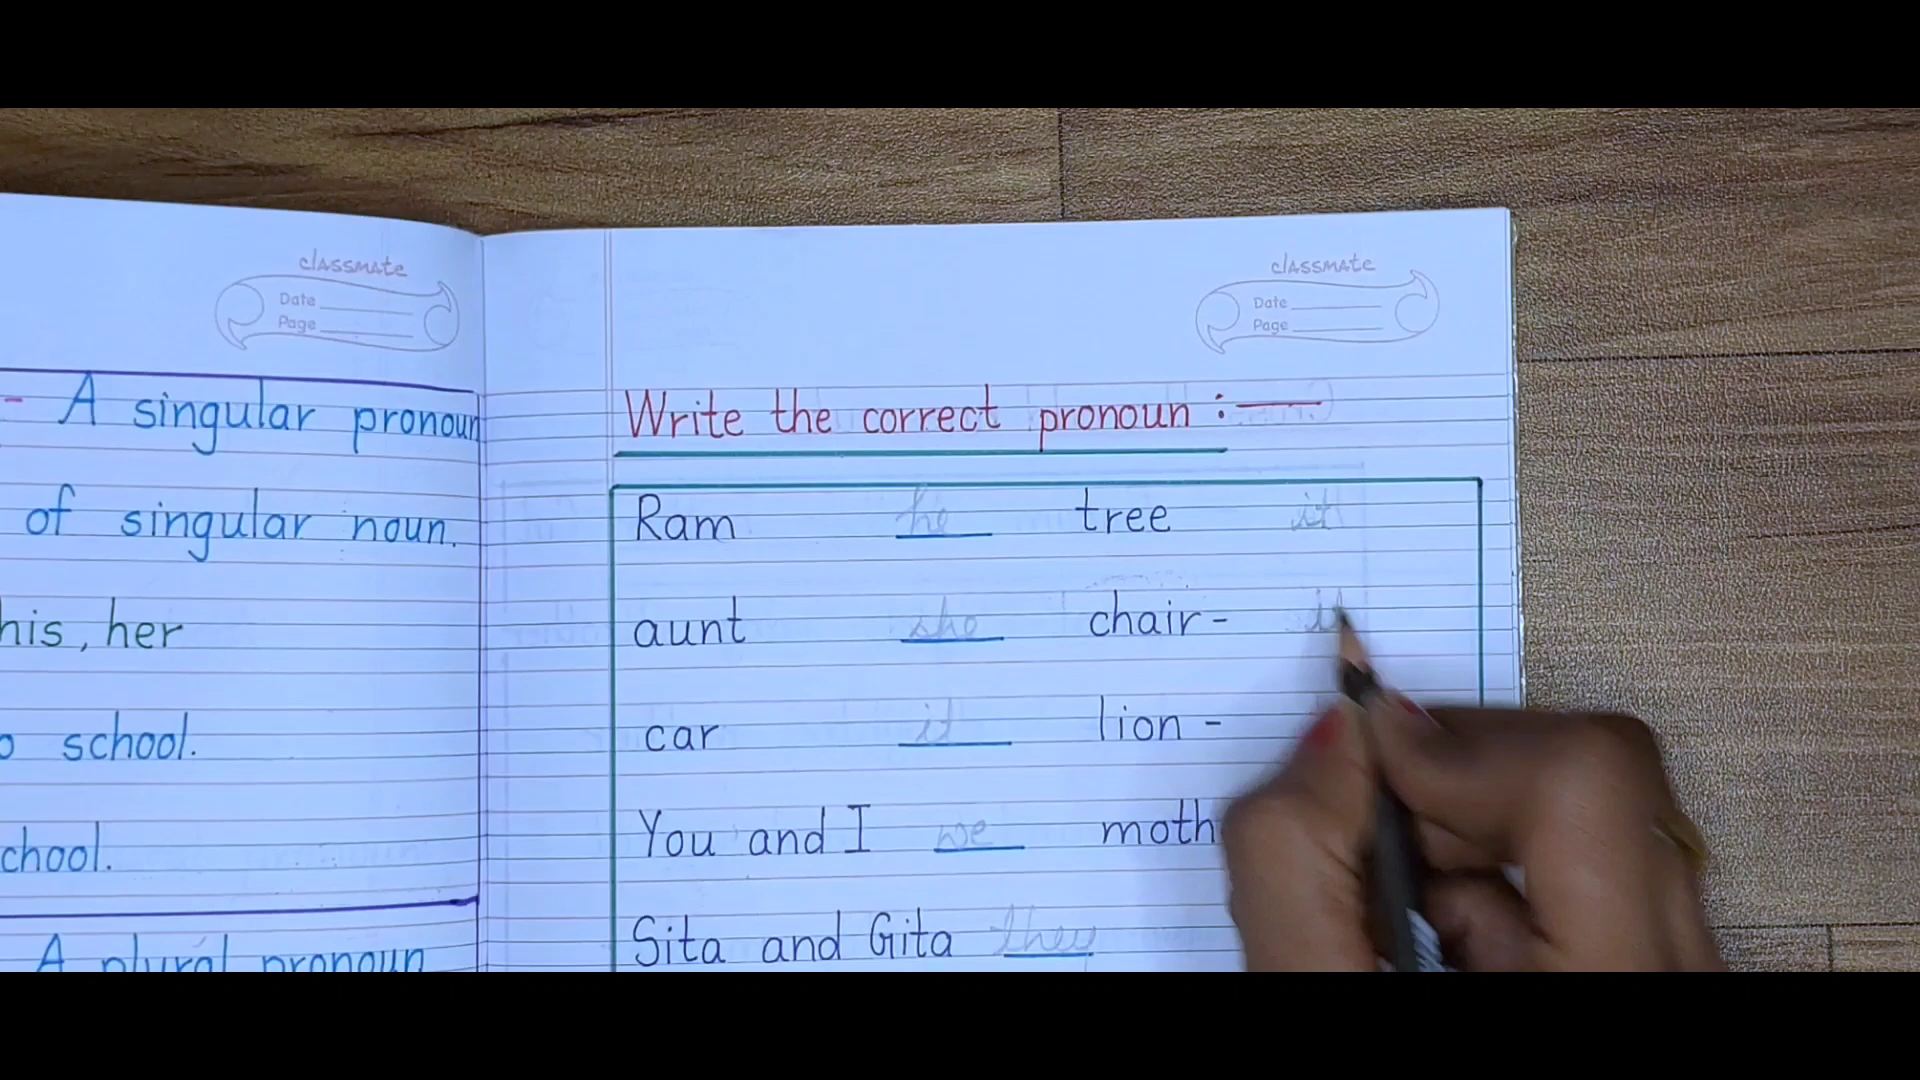 classmate
Date
Page
- A singular pronoun
of singular noun.
his, her
school.
chool.
A plural pronoun
classmate
Date
Page
Write the correct pronoun :-
Ram he tree it
aunt she chair - it
car it lion -
You and I we moth
Sita and Gita they